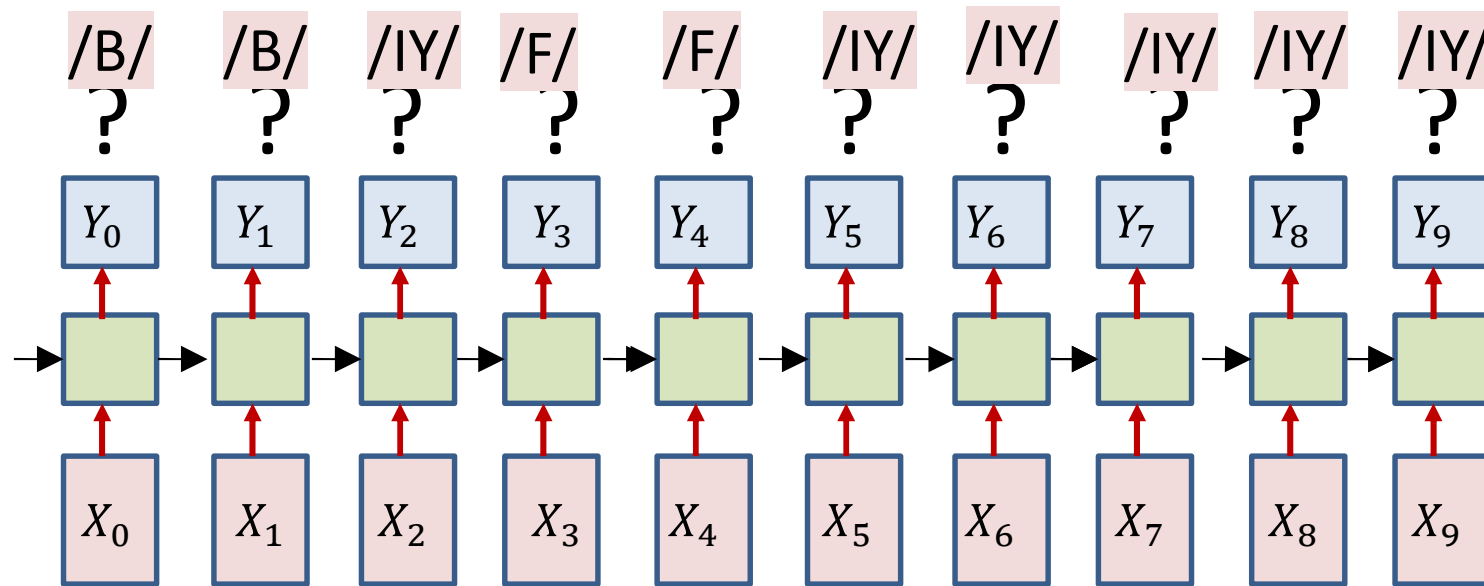 /B/ /B/ /IY/ /F/ /F/ /IY/ /IY/ /IY/ /IY/ /IY/
? ? ? ? ? ? ? ? ? ?
Y₀ Y₁ Y₂ Y₃ Y₄ Y₅ Y₆ Y₇ Y₈ Y₉
X₀ X₁ X₂ X₃ X₄ X₅ X₆ X₇ X₈ X₉